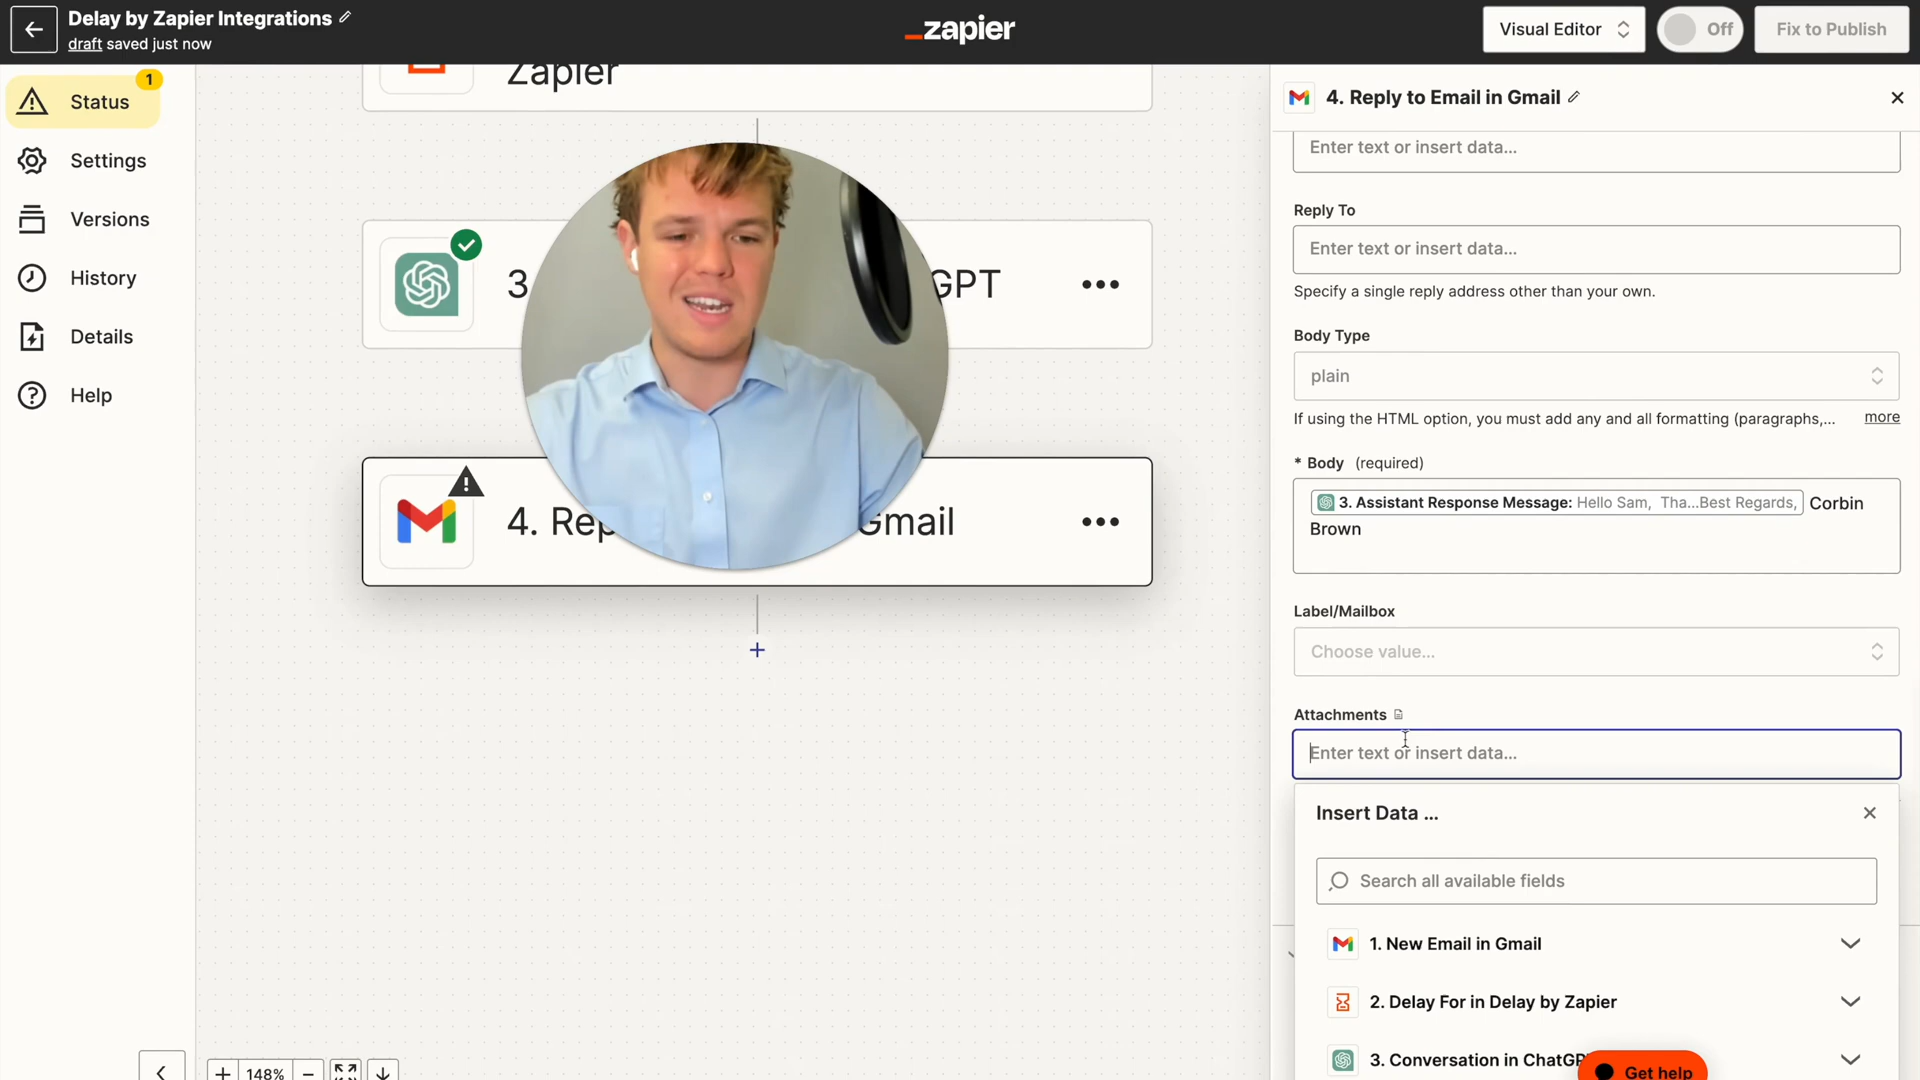 Delay by Zapier Integrations
draft saved just now
zapier
Visual Editor
Off
Fix to Publish
1
Status
Settings
Versions
History
Details
Help
Zapier
3
GPT
4. Rep
Gmail
148%
4. Reply to Email in Gmail
Enter text or insert data...
Reply To
Enter text or insert data...
Specify a single reply address other than your own.
Body Type
plain
If using the HTML option, you must add any and all formatting (paragraphs,... more
* Body (required)
3. Assistant Response Message: Hello Sam, Tha...Best Regards, Corbin
Brown
Label/Mailbox
Choose value...
Attachments
Enter text or insert data...
Insert Data ...
Search all available fields
1. New Email in Gmail
2. Delay For in Delay by Zapier
3. Conversation in ChatGP
Get help